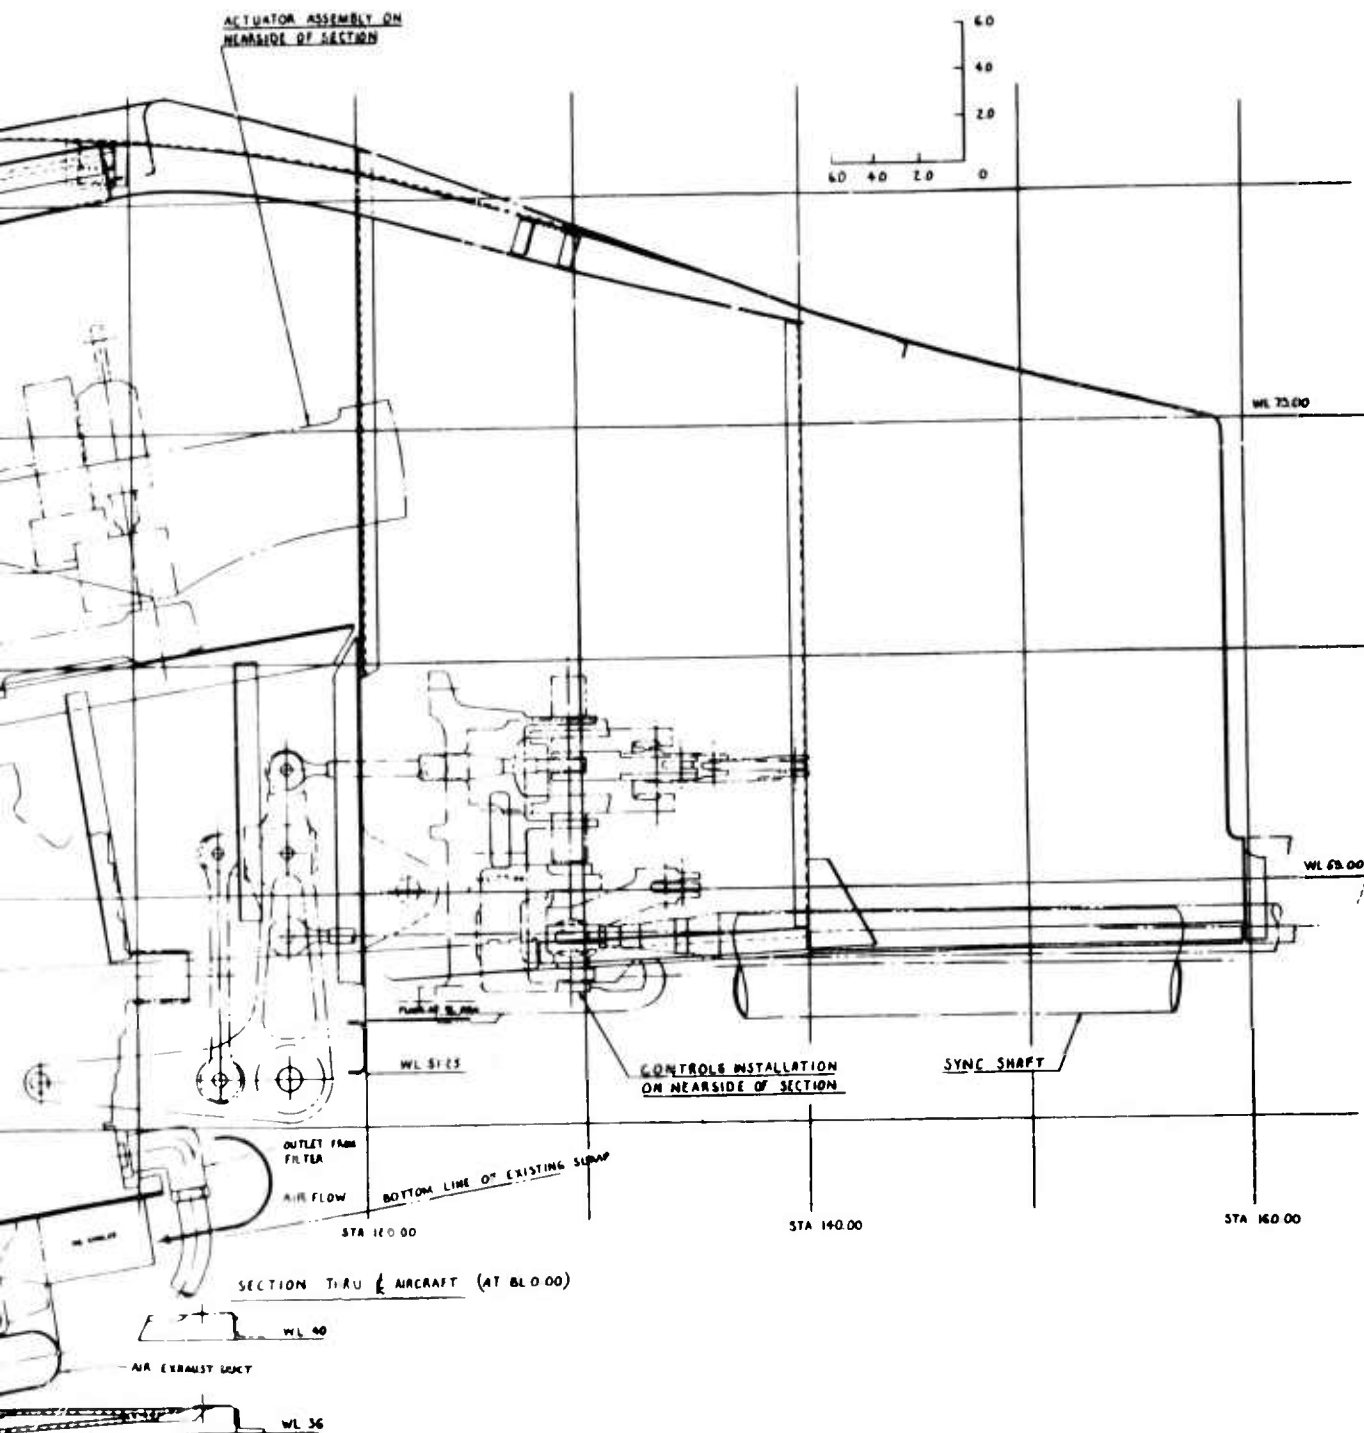 ACTUATOR ASSEMBLY ON
NEARSIDE OF SECTION
6.0
4.0
2.0
6.0 4.0 2.0 0
WL 75.00
WL 65.00
WL 51.25
CONTROLS INSTALLATION
ON NEARSIDE OF SECTION
SYNC SHAFT
OUTLET FROM
FILTER
AIR FLOW
BOTTOM LINE OF EXISTING SUMP
STA 120.00
STA 140.00
STA 160.00
SECTION THRU ℄ AIRCRAFT (AT BL 0.00)
WL 40
AIR EXHAUST DUCT
WL 36